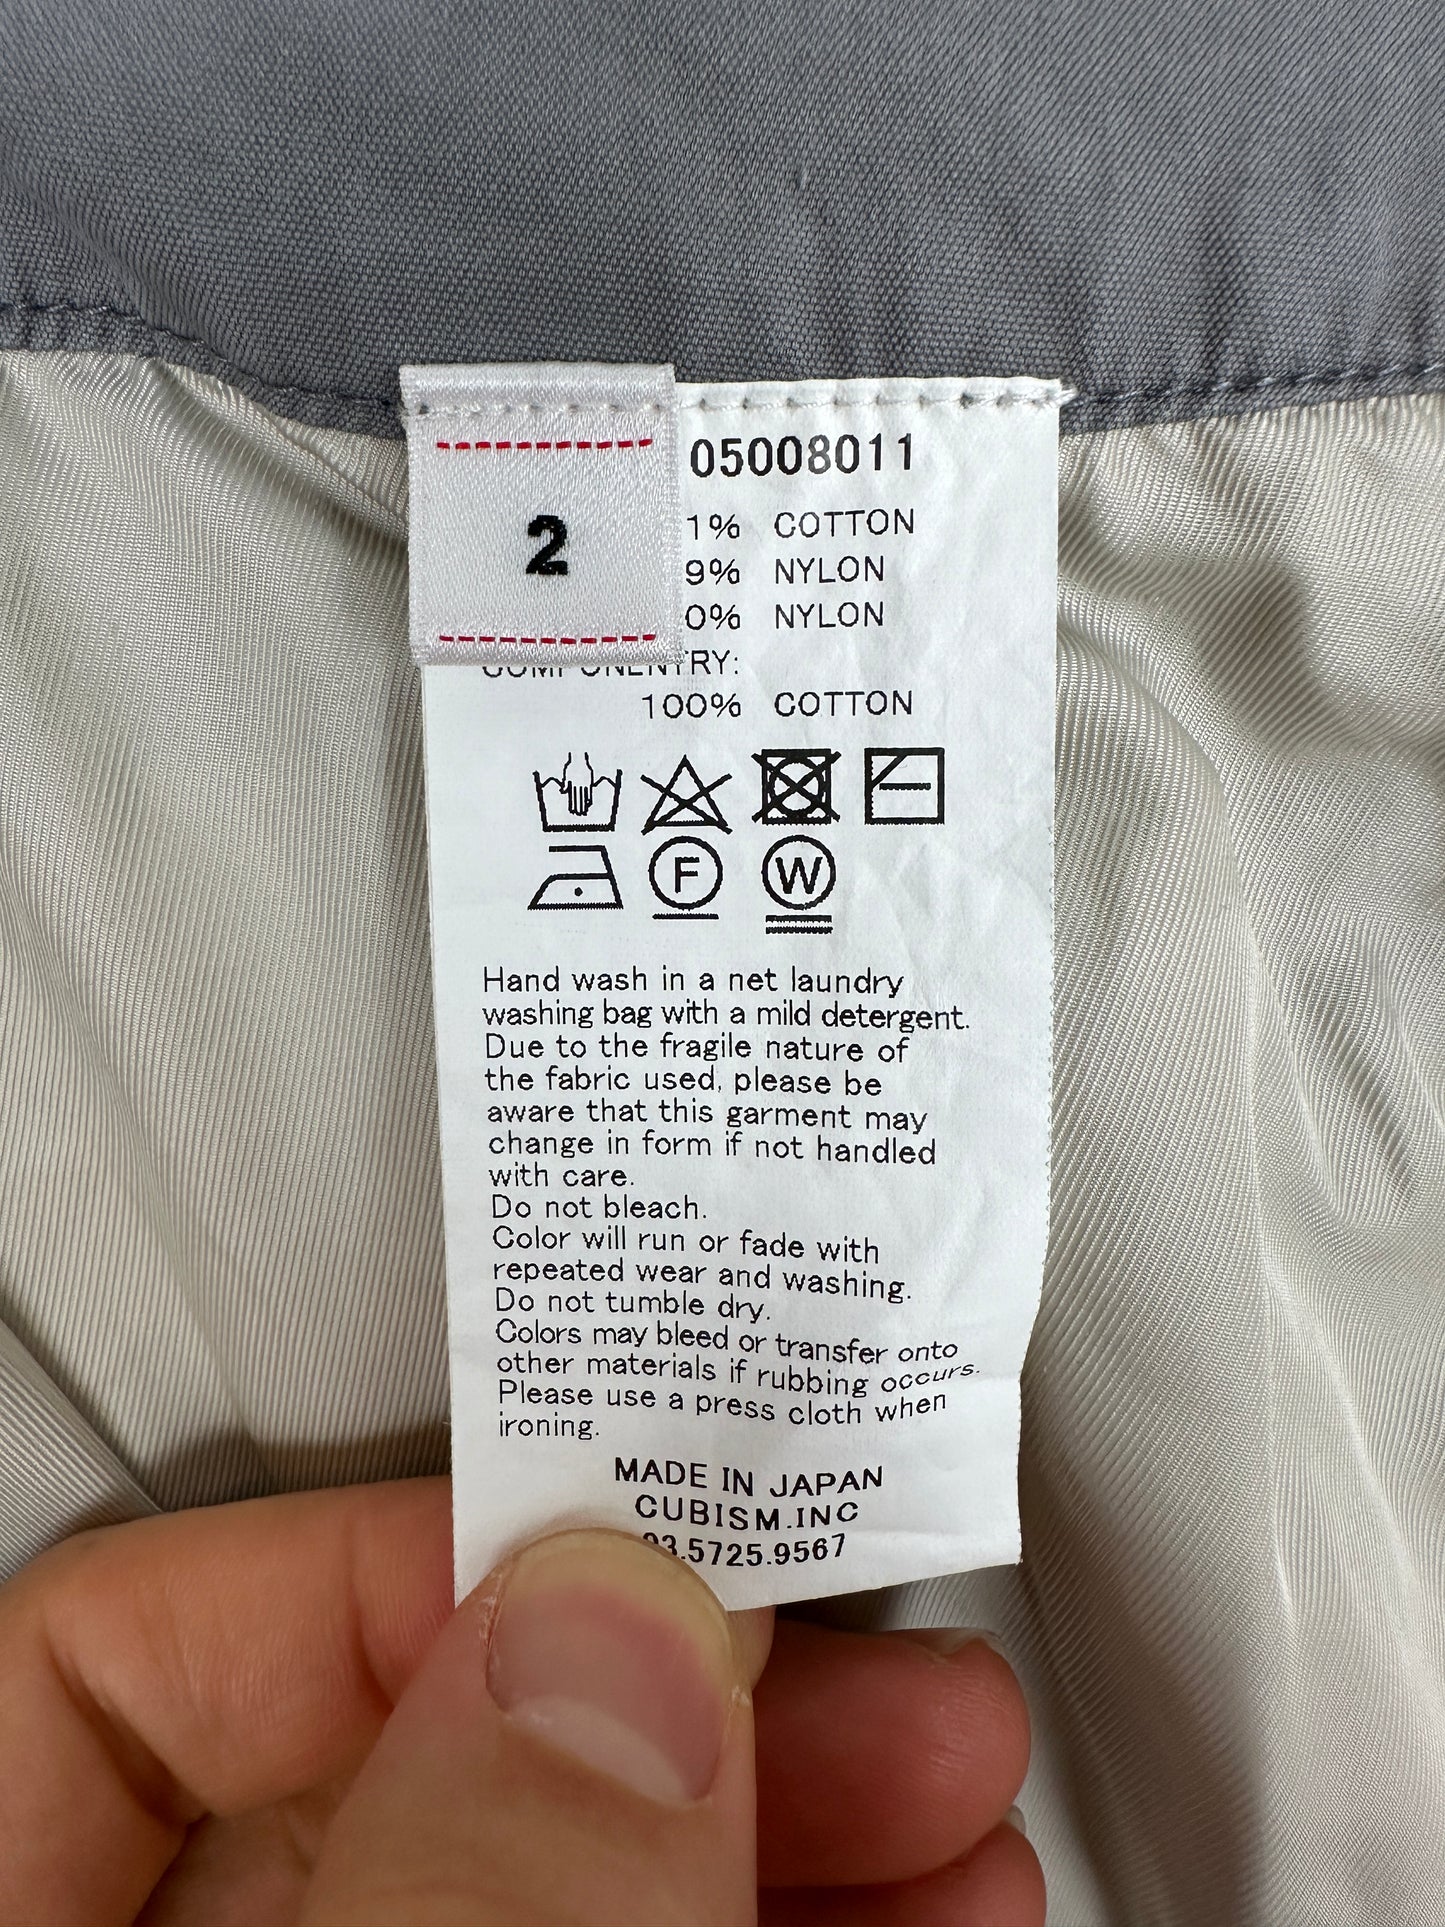 2
05008011
1% COTTON
9% NYLON
0% NYLON
RY:
100% COTTON
F
W
Hand wash in a net laundry
washing bag with a mild detergent.
Due to the fragile nature of
the fabric used, please be
aware that this garment may
change in form if not handled
with care.
Do not bleach.
Color will run or fade with
repeated wear and washing.
Do not tumble dry.
Colors may bleed or transfer onto
other materials if rubbing occurs.
Please use a press cloth when
ironing.
MADE IN JAPAN
CUBISM.INC
3.5725.9567